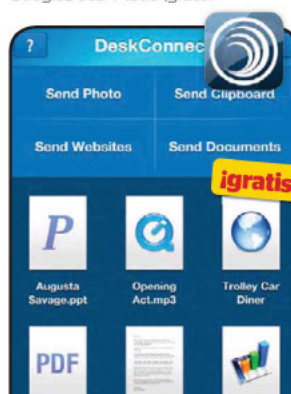 ?
DeskConnec
Send Photo
Send Clipboard
Send Websites
Send Documents
¡gratis
P
Augusta
Savage.ppt
Opening
Act.mp3
Trolley Car
Diner
PDF